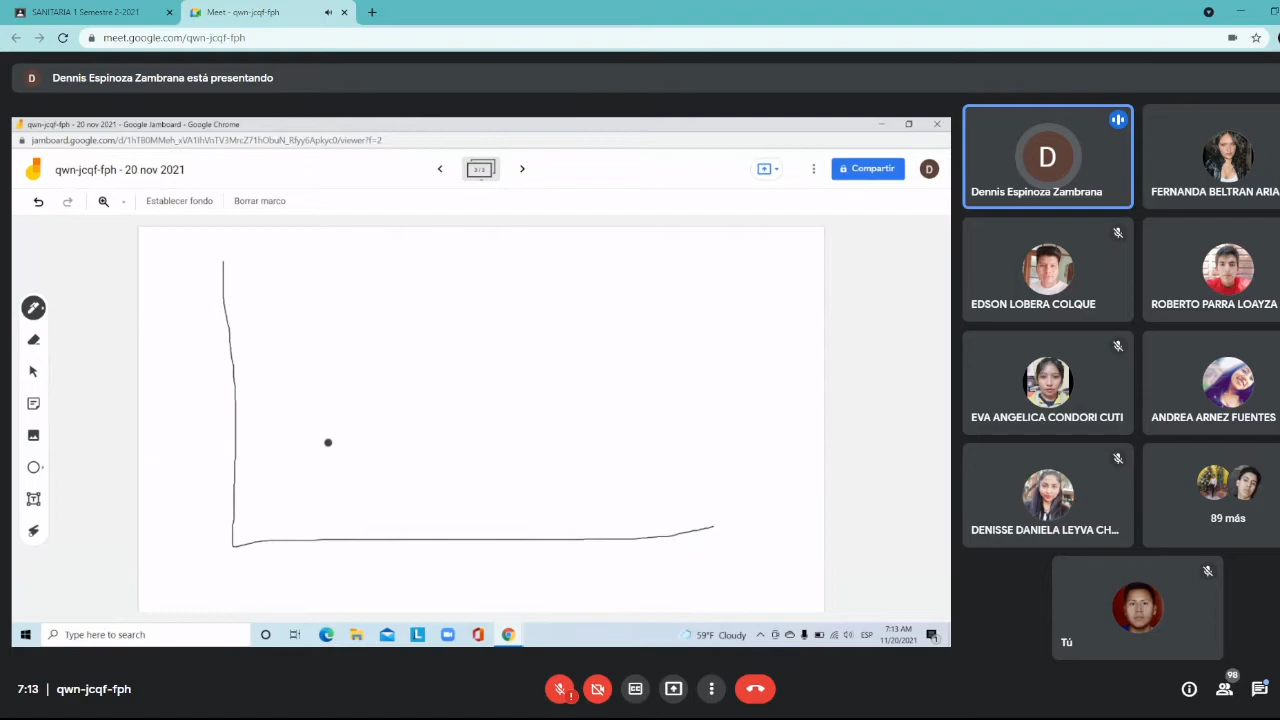 SANITARIA 1 Semestre 2-2021
Meet - qwn-jcqf-fph
meet.google.com/qwn-jcqf-fph
D Dennis Espinoza Zambrana está presentando
qwn-jcqf-fph - 20 nov 2021 - Google Jamboard - Google Chrome
qwn-jcqf-fph - 20 nov 2021
Compartir
D
Establecer fondo
Borrar marco
D
Dennis Espinoza Zambrana
FERNANDA BELTRAN ARIA
EDSON LOBERA COLQUE
ROBERTO PARRA LOAYZA
EVA ANGELICA CONDORI CUTI
ANDREA ARNEZ FUENTES
DENISSE DANIELA LEYVA CH...
89 más
Tú
Type here to search
59°F Cloudy
ESP
7:13 AM
11/20/2021
7:13 | qwn-jcqf-fph
98